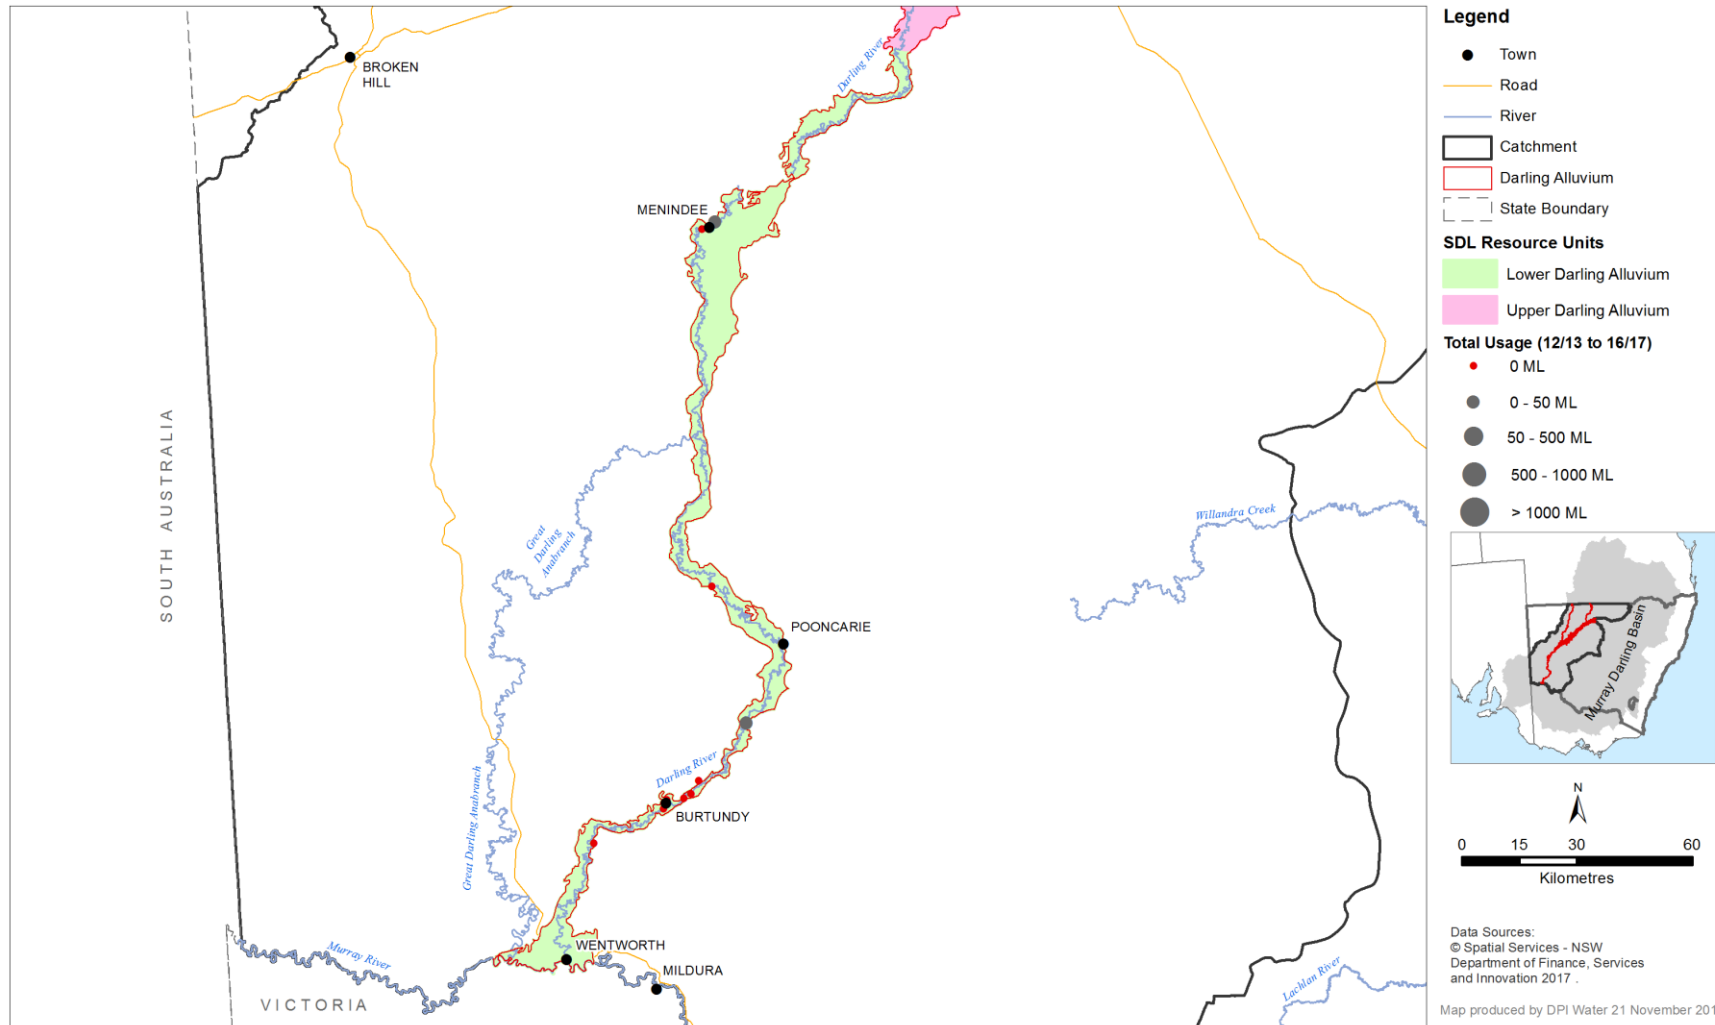 BROKEN
HILL
Darling River
MENINDEE
SOUTH AUSTRALIA
Great
Darling
Anabranch
Willandra Creek
POONCARIE
Darling River
BURTUNDY
Great Darling Anabranch
WENTWORTH
Murray River
MILDURA
VICTORIA
Lachlan River
Legend
Town
Road
River
Catchment
Darling Alluvium
State Boundary
SDL Resource Units
Lower Darling Alluvium
Upper Darling Alluvium
Total Usage (12/13 to 16/17)
0 ML
0 - 50 ML
50 - 500 ML
500 - 1000 ML
> 1000 ML
Murray Darling Basin
N
0 15 30 60
Kilometres
Data Sources:
© Spatial Services - NSW
Department of Finance, Services
and Innovation 2017 .
Map produced by DPI Water 21 November 201